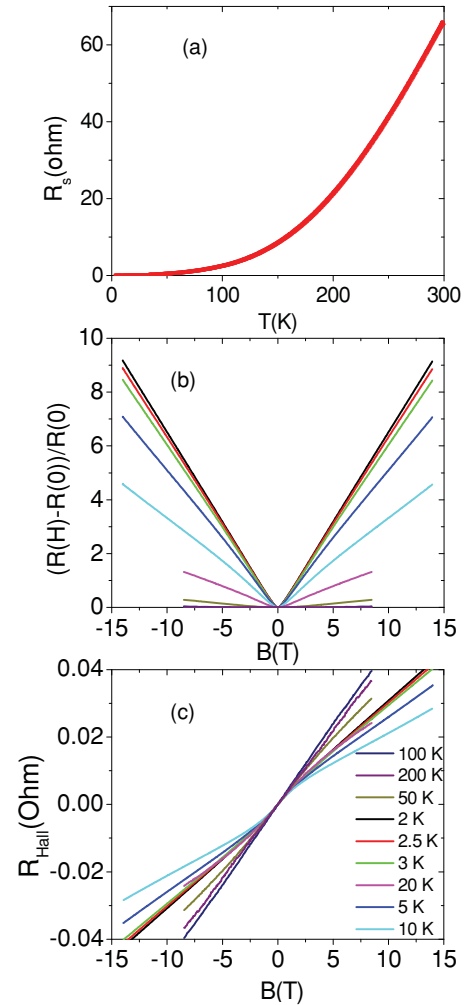 (a)
60
40
20
0
R_s(ohm)
0 100 200 300
T(K)
(b)
10
8
6
4
2
0
(R(H)-R(0))/R(0)
-15 -10 -5 0 5 10 15
B(T)
(c)
0.04
0.02
0.00
-0.02
-0.04
R_Hall(Ohm)
100 K
200 K
50 K
2 K
2.5 K
3 K
20 K
5 K
10 K
-15 -10 -5 0 5 10 15
B(T)